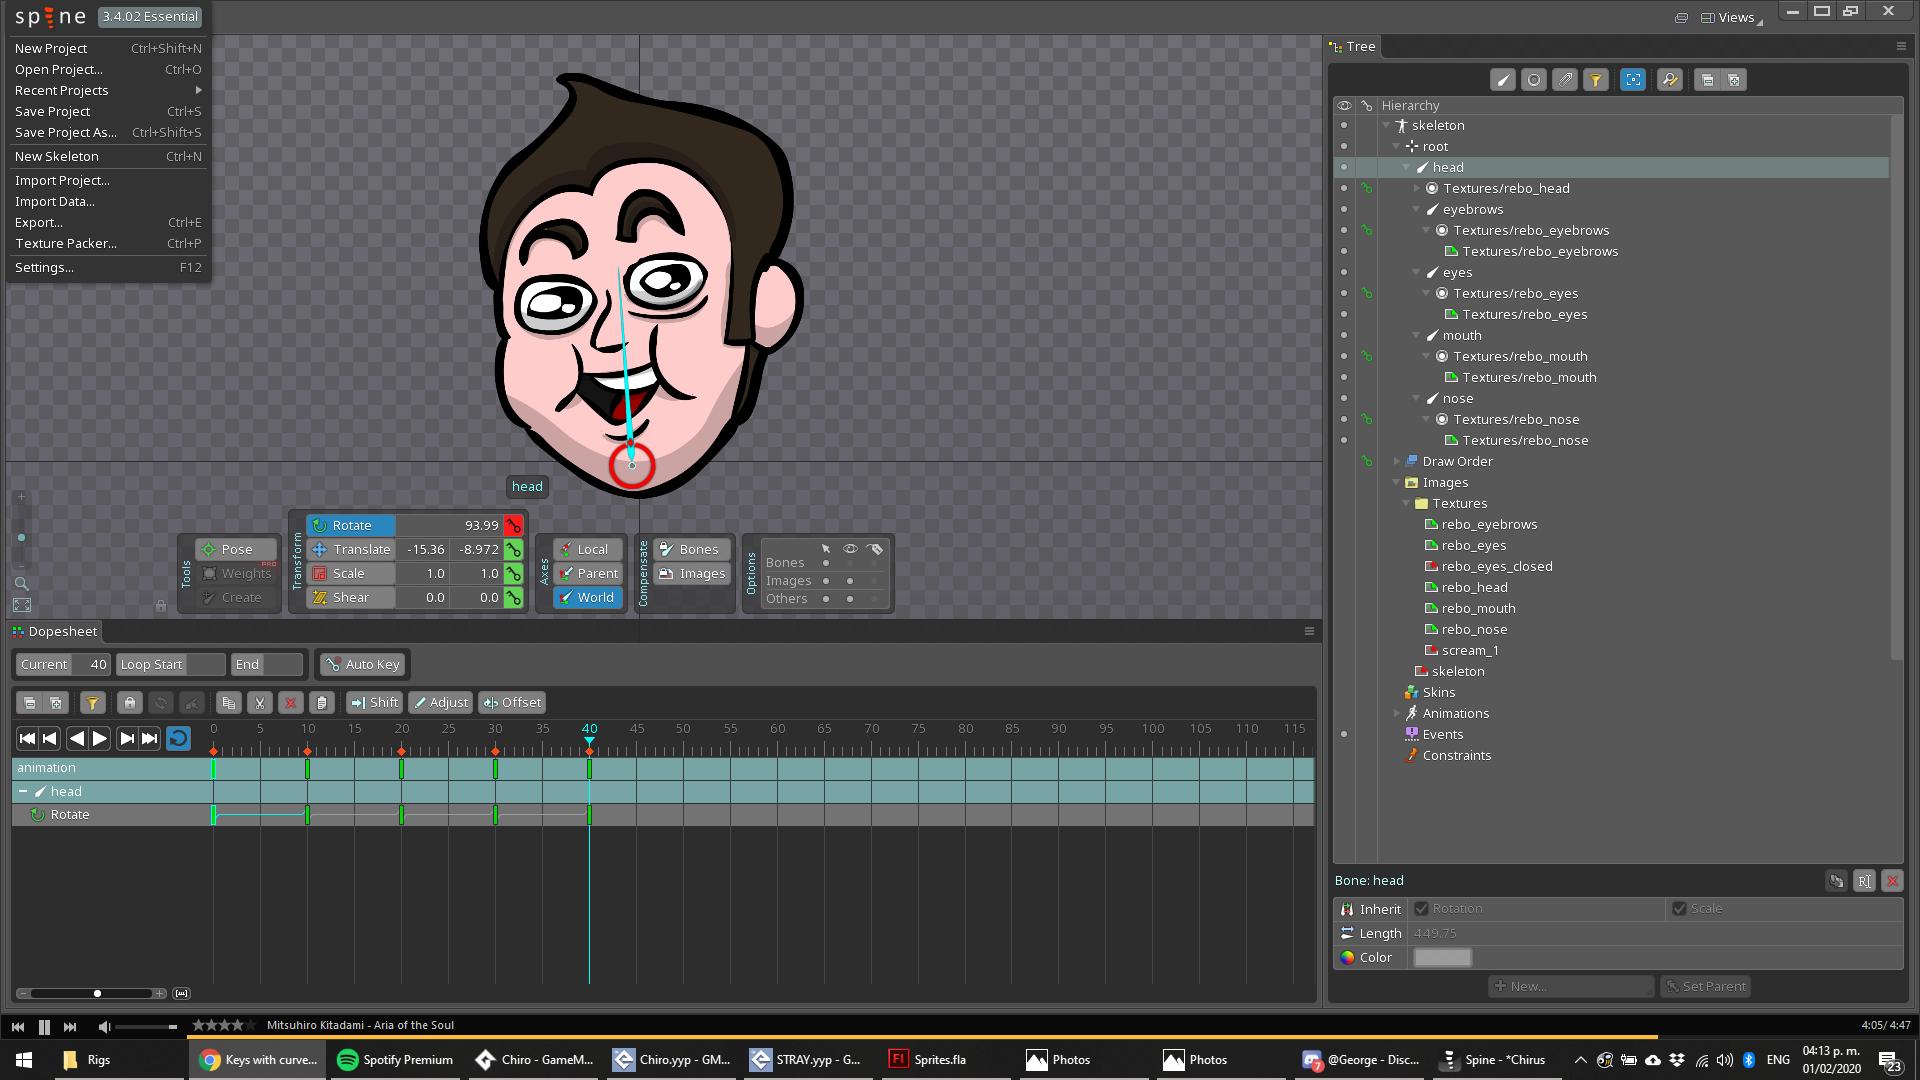 spine 3.4.02 Essential
New Project Ctrl+Shift+N
Open Project... Ctrl+O
Recent Projects
Save Project Ctrl+S
Save Project As... Ctrl+Shift+S
New Skeleton Ctrl+N
Import Project...
Import Data...
Export... Ctrl+E
Texture Packer... Ctrl+P
Settings... F12
head
Tools
Pose
Weights PRO
Create
Transform
Rotate 93.99
Translate -15.36 -8.972
Scale 1.0 1.0
Shear 0.0 0.0
Axes
Local
Parent
World
Compensate
Bones
Images
Options
Bones
Images
Others
Views
Tree
Hierarchy
skeleton
root
head
Textures/rebo_head
eyebrows
Textures/rebo_eyebrows
Textures/rebo_eyebrows
eyes
Textures/rebo_eyes
Textures/rebo_eyes
mouth
Textures/rebo_mouth
Textures/rebo_mouth
nose
Textures/rebo_nose
Textures/rebo_nose
Draw Order
Images
Textures
rebo_eyebrows
rebo_eyes
rebo_eyes_closed
rebo_head
rebo_mouth
rebo_nose
scream_1
skeleton
Skins
Animations
Events
Constraints
Bone: head
Inherit Rotation Scale
Length 449.75
Color
New... Set Parent
Dopesheet
Current 40 Loop Start End Auto Key
Shift Adjust Offset
0 5 10 15 20 25 30 35 40 45 50 55 60 65 70 75 80 85 90 95 100 105 110 115
animation
head
Rotate
Mitsuhiro Kitadami - Aria of the Soul 4:05/ 4:47
Rigs Keys with curve... Spotify Premium Chiro - GameM... Chiro.yyp - GM... STRAY.yyp - G... Sprites.fla Photos Photos @George - Disc... Spine - *Chirus ENG 04:13 p. m.
01/02/2020 23